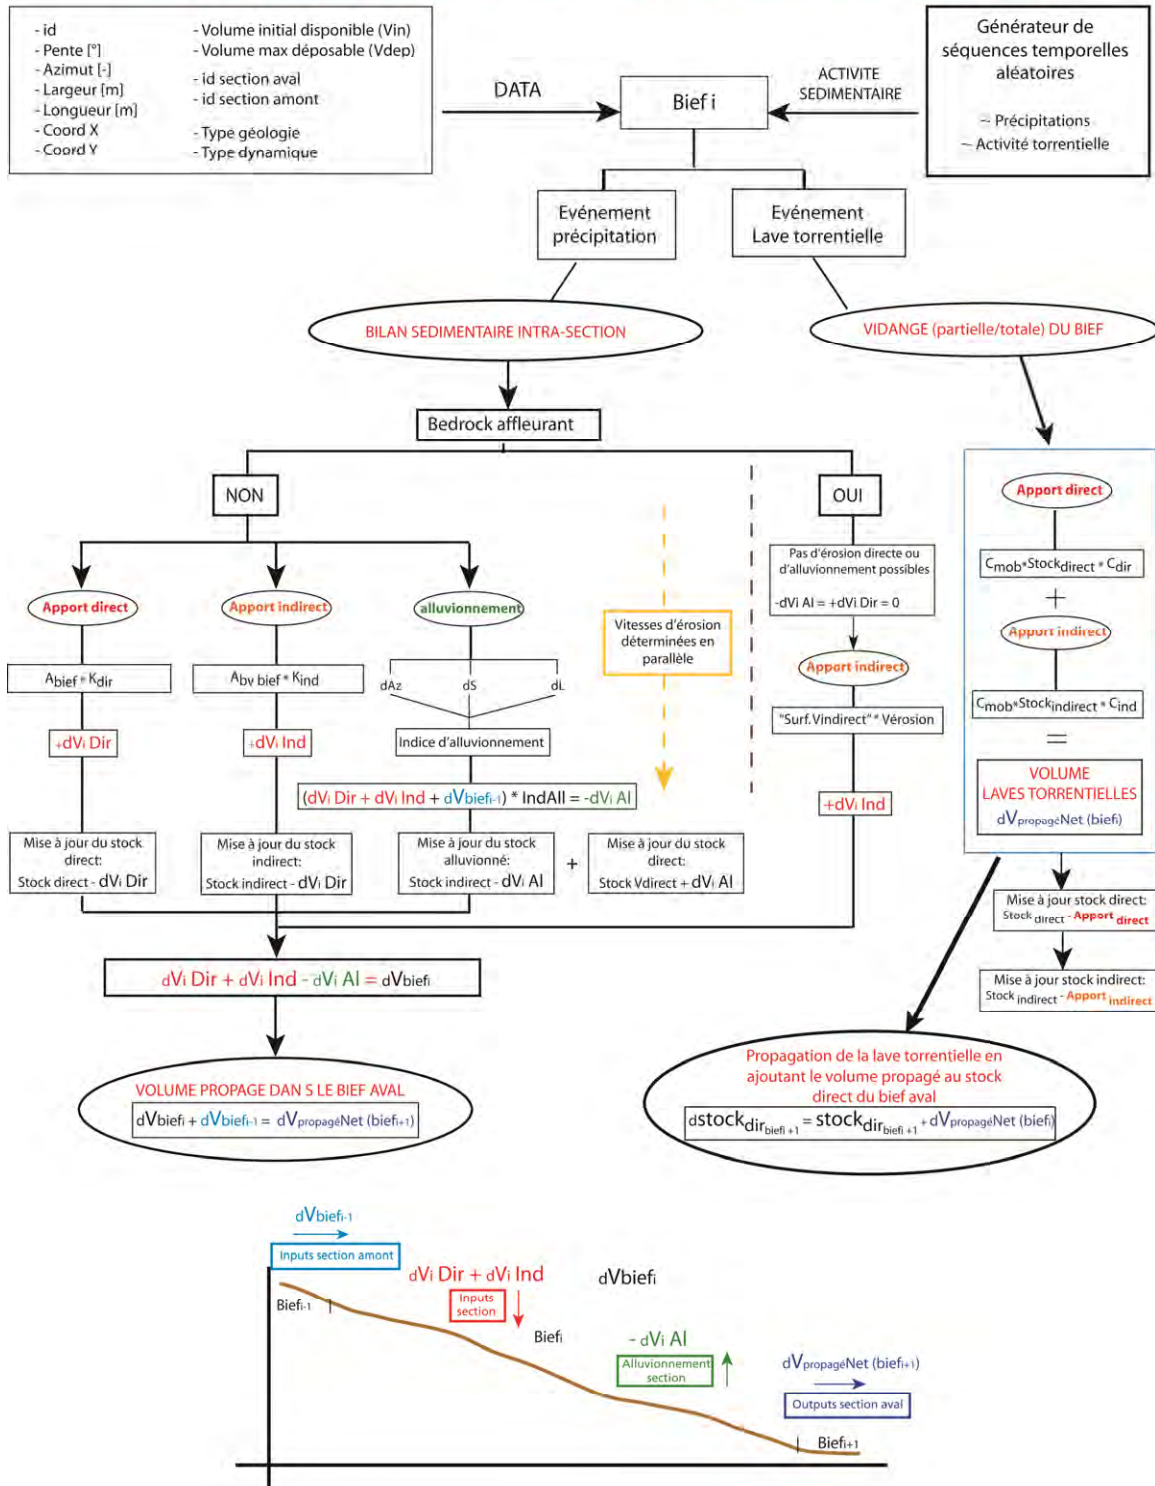 - id
- Pente [°]
- Azimut [-]
- Largeur [m]
- Longueur [m]
- Coord X
- Coord Y
- Volume initial disponible (Vin)
- Volume max déposable (Vdep)
- id section aval
- id section amont
- Type géologie
- Type dynamique
DATA
Bief i
ACTIVITE
SEDIMENTAIRE
Générateur de
séquences temporelles
aléatoires
~ Précipitations
~ Activité torrentielle
Evénement
précipitation
Evénement
Lave torrentielle
BILAN SEDIMENTAIRE INTRA-SECTION
VIDANGE (partielle/totale) DU BIEF
Bedrock affleurant
NON
OUI
Apport direct
Apport indirect
alluvionnement
Vitesses d'érosion
déterminées en
parallèle
Pas d'érosion directe ou
d'alluvionnement possibles
-dVi Al = +dVi Dir = 0
Apport indirect
"Surf. Vindirect" * Vérosion
+dVi Ind
Abief * Kdir
Abv bief * Kind
dAz dS dL
Indice d'alluvionnement
+dVi Dir
+dVi Ind
(dVi Dir + dVi Ind + dVbiefi-1) * IndAll = -dVi Al
Mise à jour du stock
direct:
Stock direct - dVi Dir
Mise à jour du stock
indirect:
Stock indirect - dVi Dir
Mise à jour du stock
alluvionné:
Stock indirect - dVi Al
+
Mise à jour du stock
direct:
Stock Vdirect + dVi Al
dVi Dir + dVi Ind - dVi Al = dVbiefi
VOLUME PROPAGE DAN S LE BIEF AVAL
dVbiefi + dVbiefi-1 = dVpropagéNet (biefi+1)
Apport direct
Cmob*Stockdirect * Cdir
+
Apport indirect
Cmob*Stockindirect * Cind
=
VOLUME
LAVES TORRENTIELLES
dVpropagéNet (biefi)
Mise à jour stock direct:
Stock direct - Apport direct
Mise à jour stock indirect:
Stock indirect - Apport indirect
Propagation de la lave torrentielle en
ajoutant le volume propagé au stock
direct du bief aval
dstockdirbiefi +1 = stockdirbiefi +1 + dVpropagéNet (biefi)
dVbiefi-1
Inputs section amont
Biefi-1
dVi Dir + dVi Ind
Inputs
section
dVbiefi
Biefi
- dVi Al
Alluvionnement
section
dVpropagéNet (biefi+1)
Outputs section aval
Biefi+1